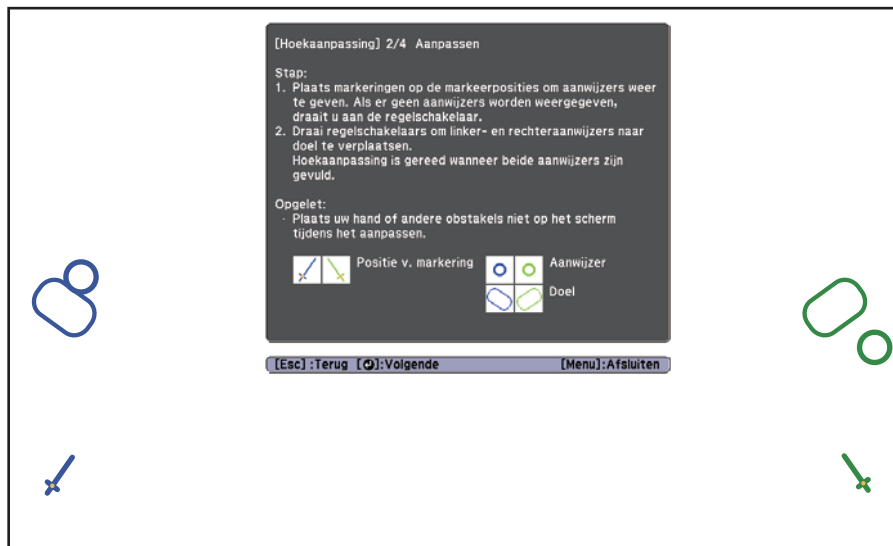 [Hoekaanpassing] 2/4 Aanpassen
Stap:
1. Plaats markeringen op de markeerposities om aanwijzers weer
te geven. Als er geen aanwijzers worden weergegeven,
draait u aan de regelschakelaar.
2. Draai regelschakelaars om linker- en rechteraanwijzers naar
doel te verplaatsen.
Hoekaanpassing is gereed wanneer beide aanwijzers zijn
gevuld.
Opgelet:
· Plaats uw hand of andere obstakels niet op het scherm
tijdens het aanpassen.
Positie v. markering
Aanwijzer
Doel
[Esc] :Terug [⏎]:Volgende [Menu]:Afsluiten